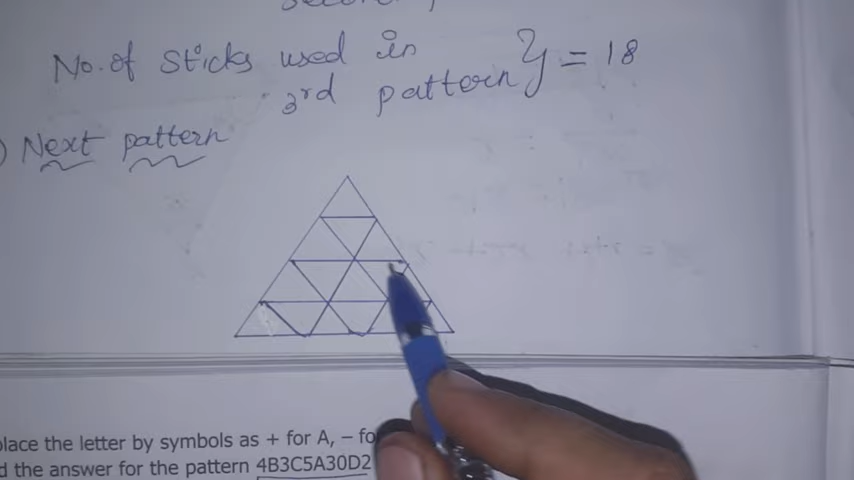 No. of sticks used in
3rd pattern } = 18
) Next pattern
place the letter by symbols as + for A, – fo
d the answer for the pattern 4B3C5A30D2